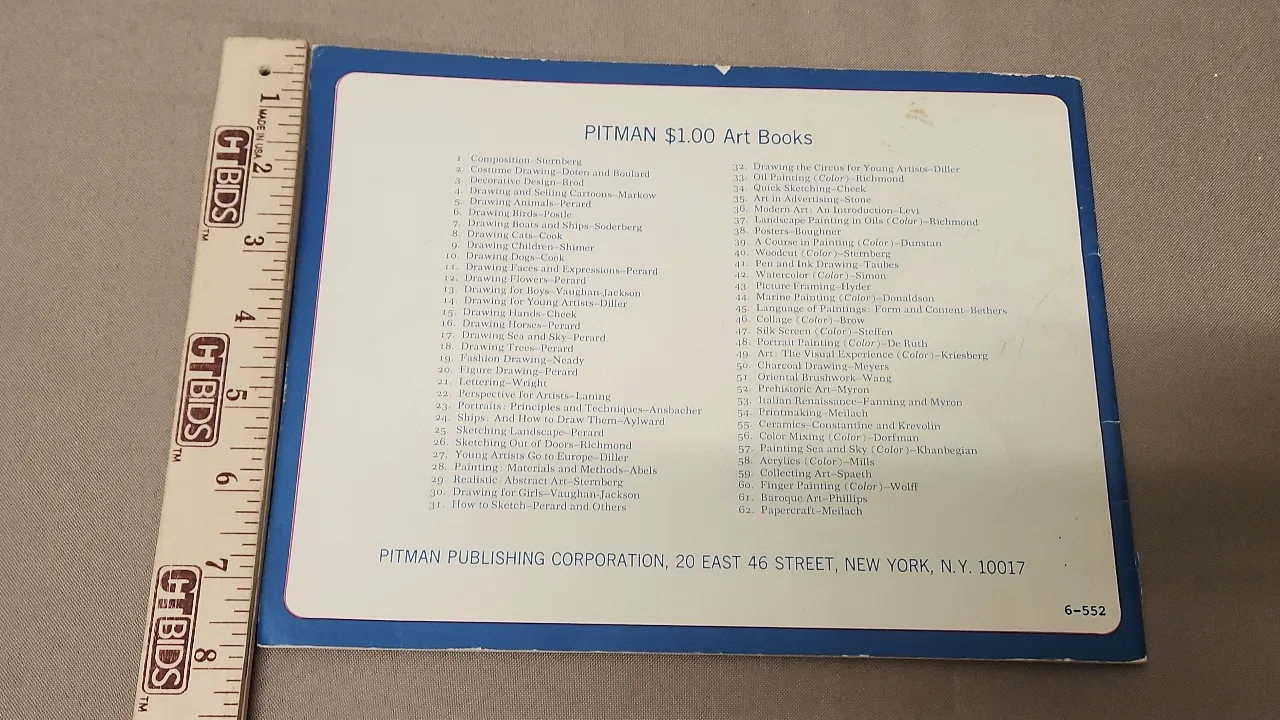 1
MADE IN USA
CTBIDS
TM
2
3
4
CTBIDS
TM
5
6
7
CTBIDS
TM
8
PITMAN $1.00 Art Books
1. Composition–Sternberg
2. Costume Drawing–Doten and Boulard
3. Decorative Design–Brod
4. Drawing and Selling Cartoons–Markow
5. Drawing Animals–Perard
6. Drawing Birds–Postle
7. Drawing Boats and Ships–Soderberg
8. Drawing Cats–Cook
9. Drawing Children–Shimer
10. Drawing Dogs–Cook
11. Drawing Faces and Expressions–Perard
12. Drawing Flowers–Perard
13. Drawing for Boys–Vaughan-Jackson
14. Drawing for Young Artists–Diller
15. Drawing Hands–Cheek
16. Drawing Horses–Perard
17. Drawing Sea and Sky–Perard
18. Drawing Trees–Perard
19. Fashion Drawing–Neady
20. Figure Drawing–Perard
21. Lettering–Wright
22. Perspective for Artists–Laning
23. Portraits: Principles and Techniques–Ansbacher
24. Ships: And How to Draw Them–Aylward
25 Sketching Landscape–Perard
26. Sketching Out of Doors–Richmond
27. Young Artists Go to Europe–Diller
28. Painting: Materials and Methods–Abels
29. Realistic: Abstract Art–Sternberg
30. Drawing for Girls–Vaughan-Jackson
31. How to Sketch–Perard and Others
32. Drawing the Circus for Young Artists–Diller
33. Oil Painting (Color)–Richmond
34. Quick Sketching–Cheek
35. Art in Advertising–Stone
36. Modern Art: An Introduction–Levi
37. Landscape Painting in Oils (Color)–Richmond
38. Posters–Boughner
39. A Course in Painting (Color)–Dunstan
40. Woodcut (Color)–Sternberg
41. Pen and Ink Drawing–Taubes
42. Watercolor (Color)–Simon
43. Picture Framing–Hyder
44. Marine Painting (Color)–Donaldson
45. Language of Paintings: Form and Content–Bethers
46. Collage (Color)–Brow
47. Silk Screen (Color)–Steffen
48. Portrait Painting (Color)–De Ruth
49. Art: The Visual Experience (Color)–Kriesberg
50. Charcoal Drawing–Meyers
51. Oriental Brushwork–Wang
52. Prehistoric Art–Myron
53. Italian Renaissance–Fanning and Myron
54. Printmaking–Meilach
55. Ceramics–Constantine and Krevolin
56. Color Mixing (Color)–Dorfman
57. Painting Sea and Sky (Color)–Khanbegian
58. Acrylics (Color)–Mills
59. Collecting Art–Spaeth
60. Finger Painting (Color)–Wolff
61. Baroque Art–Phillips
62. Papercraft–Meilach
PITMAN PUBLISHING CORPORATION, 20 EAST 46 STREET, NEW YORK, N.Y. 10017
6–552